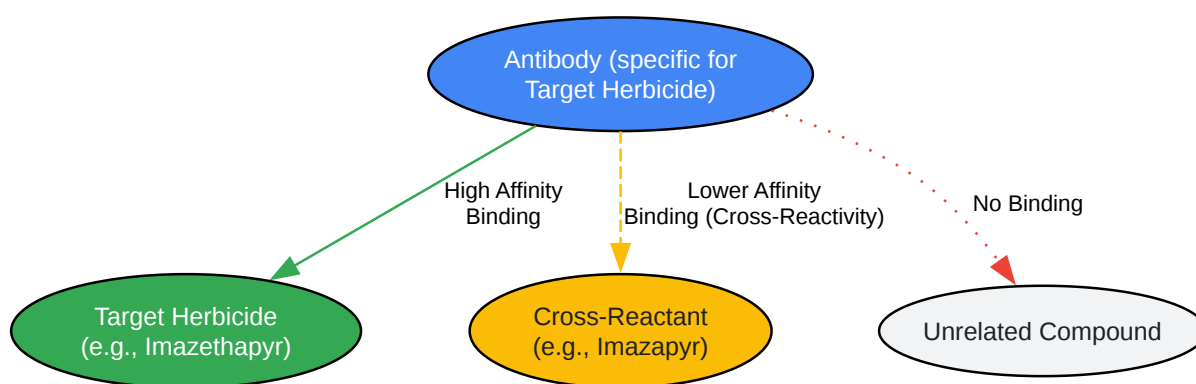 Antibody (specific for
Target Herbicide)
High Affinity
Binding
Lower Affinity
Binding (Cross-Reactivity)
No Binding
Target Herbicide
(e.g., Imazethapyr)
Cross-Reactant
(e.g., Imazapyr)
Unrelated Compound